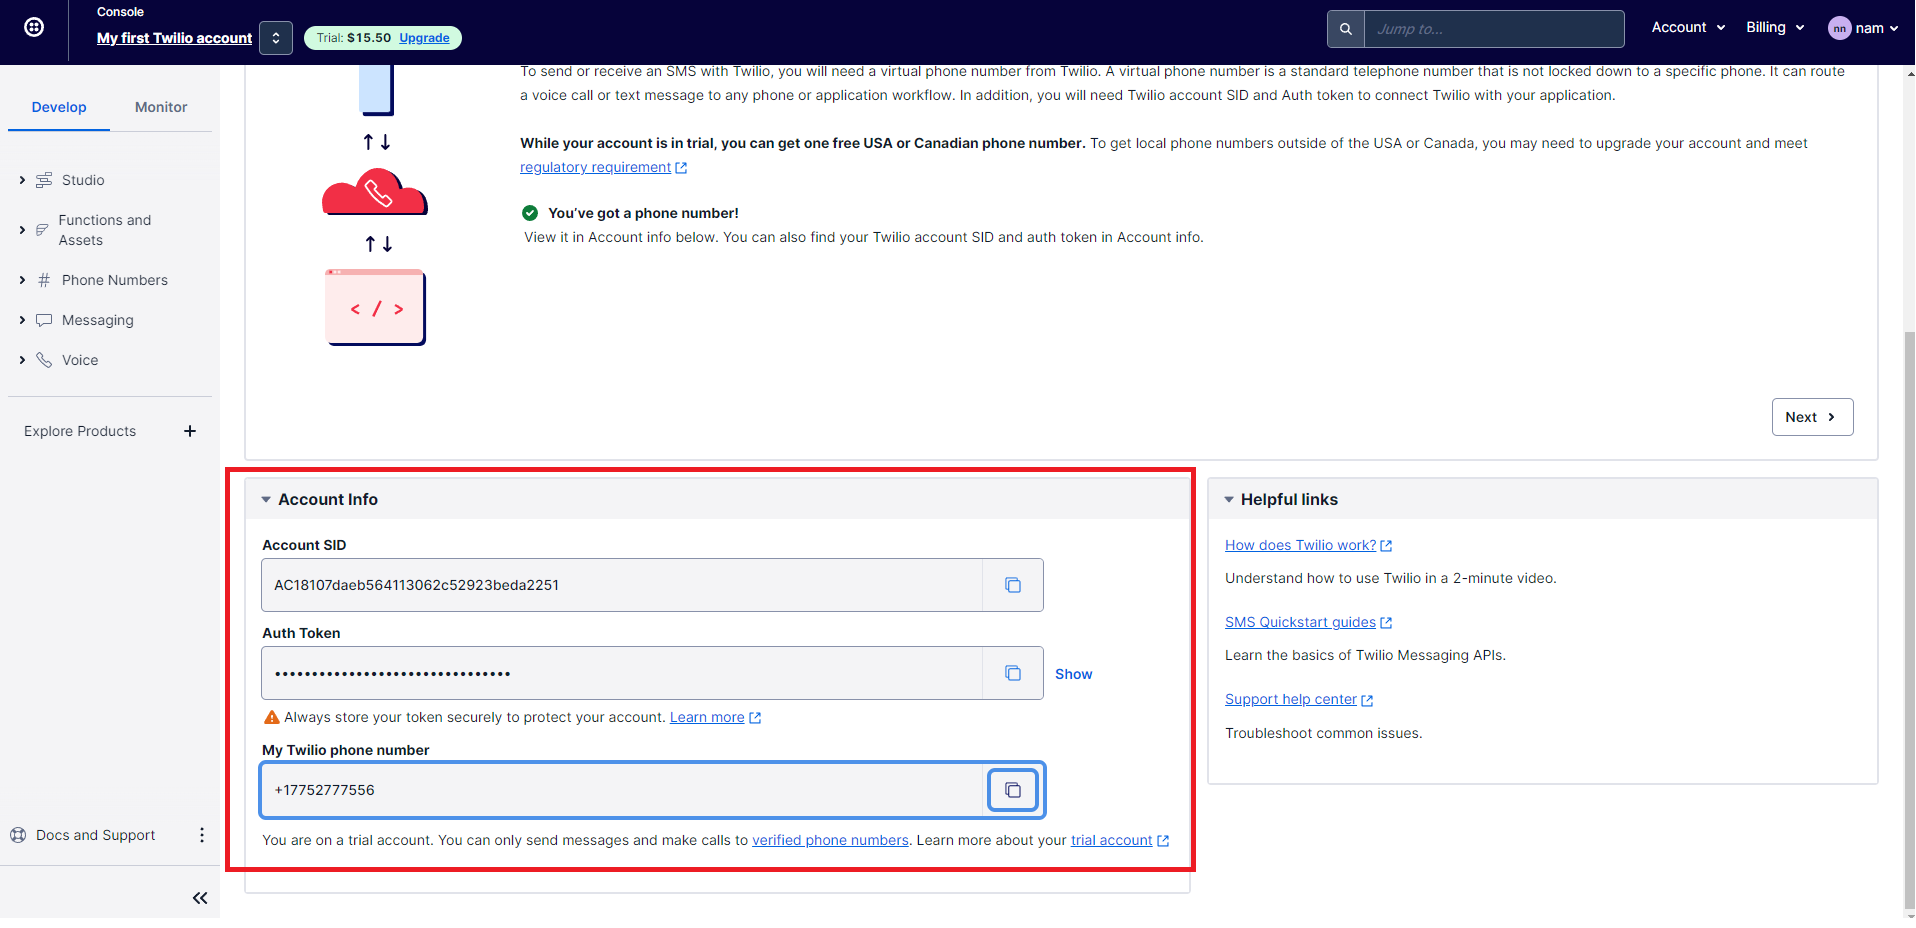 Console
My first Twilio account
Trial: $15.50 Upgrade
Jump to...
Account
Billing
nn nam
Develop
Monitor
Studio
Functions and
Assets
Phone Numbers
Messaging
Voice
Explore Products
Docs and Support
To send or receive an SMS with Twilio, you will need a virtual phone number from Twilio. A virtual phone number is a standard telephone number that is not locked down to a specific phone. It can route
a voice call or text message to any phone or application workflow. In addition, you will need Twilio account SID and Auth token to connect Twilio with your application.
While your account is in trial, you can get one free USA or Canadian phone number. To get local phone numbers outside of the USA or Canada, you may need to upgrade your account and meet
regulatory requirement
You’ve got a phone number!
View it in Account info below. You can also find your Twilio account SID and auth token in Account info.
< / >
Next
Account Info
Account SID
AC18107daeb564113062c52923beda2251
Auth Token
••••••••••••••••••••••••••••••••
Show
Always store your token securely to protect your account. Learn more
My Twilio phone number
+17752777556
You are on a trial account. You can only send messages and make calls to verified phone numbers. Learn more about your trial account
Helpful links
How does Twilio work?
Understand how to use Twilio in a 2-minute video.
SMS Quickstart guides
Learn the basics of Twilio Messaging APIs.
Support help center
Troubleshoot common issues.